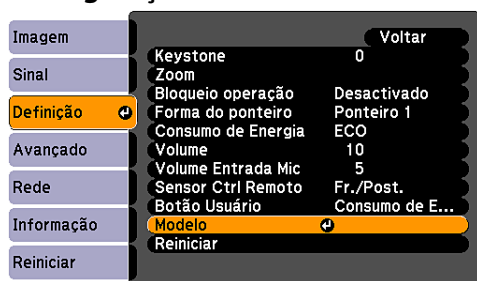 Imagem
Sinal
Definição
Avançado
Rede
Informação
Reiniciar
Voltar
Keystone 0
Zoom
Bloqueio operação Desactivado
Forma do ponteiro Ponteiro 1
Consumo de Energia ECO
Volume 10
Volume Entrada Mic 5
Sensor Ctrl Remoto Fr./Post.
Botão Usuário Consumo de E...
Modelo
Reiniciar